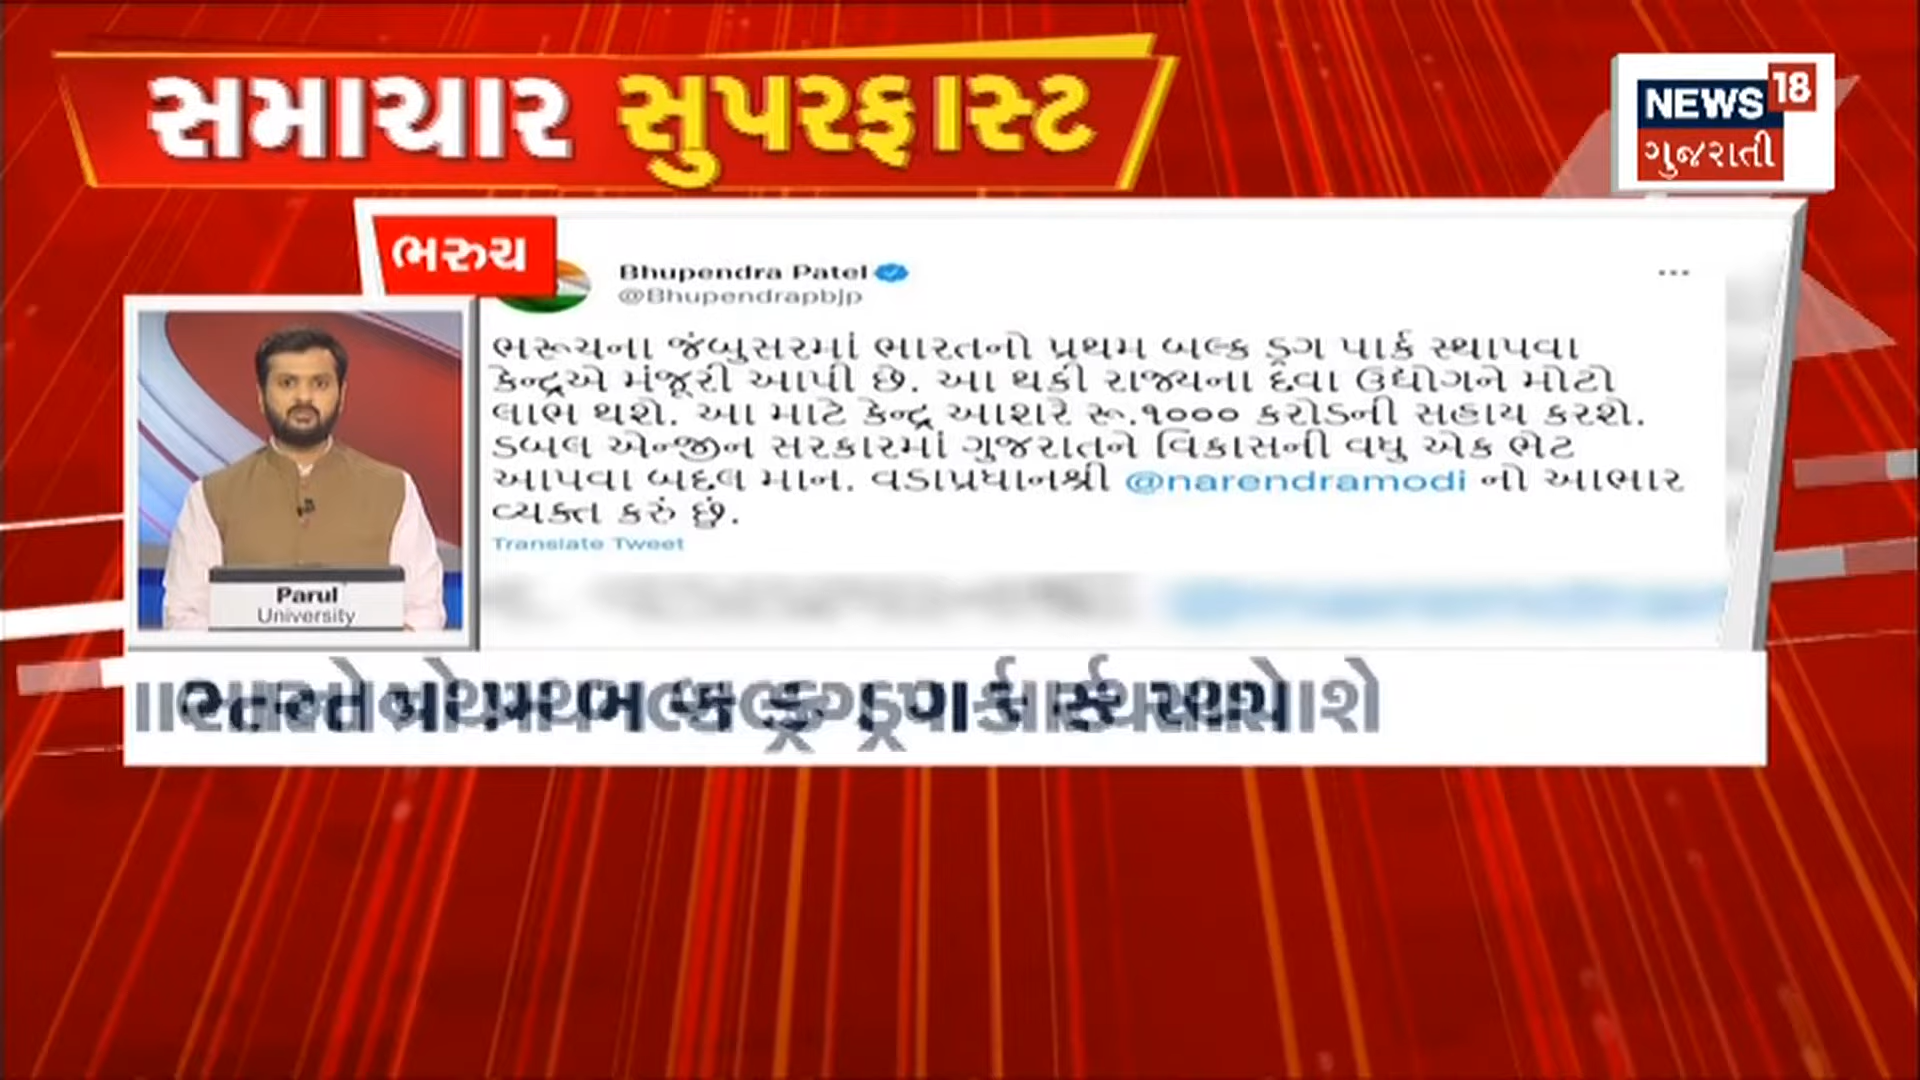 સમાચાર સુપરફાસ્ટ
NEWS 18
ગુજરાતી
ભરુચ
Bhupendra Patel
@Bhupendrapbjp
ભરૂચના જંબુસરમાં ભારતનો પ્રથમ બલ્ક ડ્રગ પાર્ક સ્થાપવા
કેન્દ્રએ મંજૂરી આપી છે. આ થકી રાજ્યના દવા ઉદ્યોગને મોટો
લાભ થશે. આ માટે કેન્દ્ર આશરે રૂ.૧૦૦૦ કરોડની સહાય કરશે.
ડબલ એન્જીન સરકારમાં ગુજરાતને વિકાસની વધુ એક ભેટ
આપવા બદલ માન. વડાપ્રધાનશ્રી @narendramodi નો આભાર
વ્યક્ત કરું છું.
Translate Tweet
Parul
University